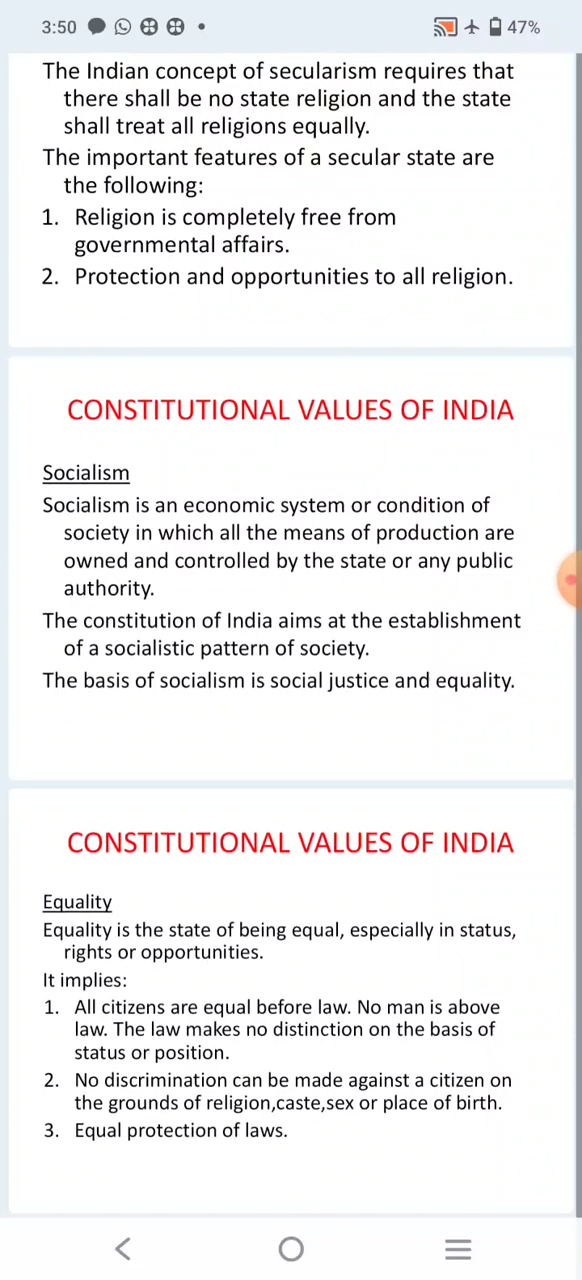 3:50
47%
The Indian concept of secularism requires that
there shall be no state religion and the state
shall treat all religions equally.
The important features of a secular state are
the following:
1. Religion is completely free from
governmental affairs.
2. Protection and opportunities to all religion.
CONSTITUTIONAL VALUES OF INDIA
Socialism
Socialism is an economic system or condition of
society in which all the means of production are
owned and controlled by the state or any public
authority.
The constitution of India aims at the establishment
of a socialistic pattern of society.
The basis of socialism is social justice and equality.
CONSTITUTIONAL VALUES OF INDIA
Equality
Equality is the state of being equal, especially in status,
rights or opportunities.
It implies:
1. All citizens are equal before law. No man is above
law. The law makes no distinction on the basis of
status or position.
2. No discrimination can be made against a citizen on
the grounds of religion,caste,sex or place of birth.
3. Equal protection of laws.